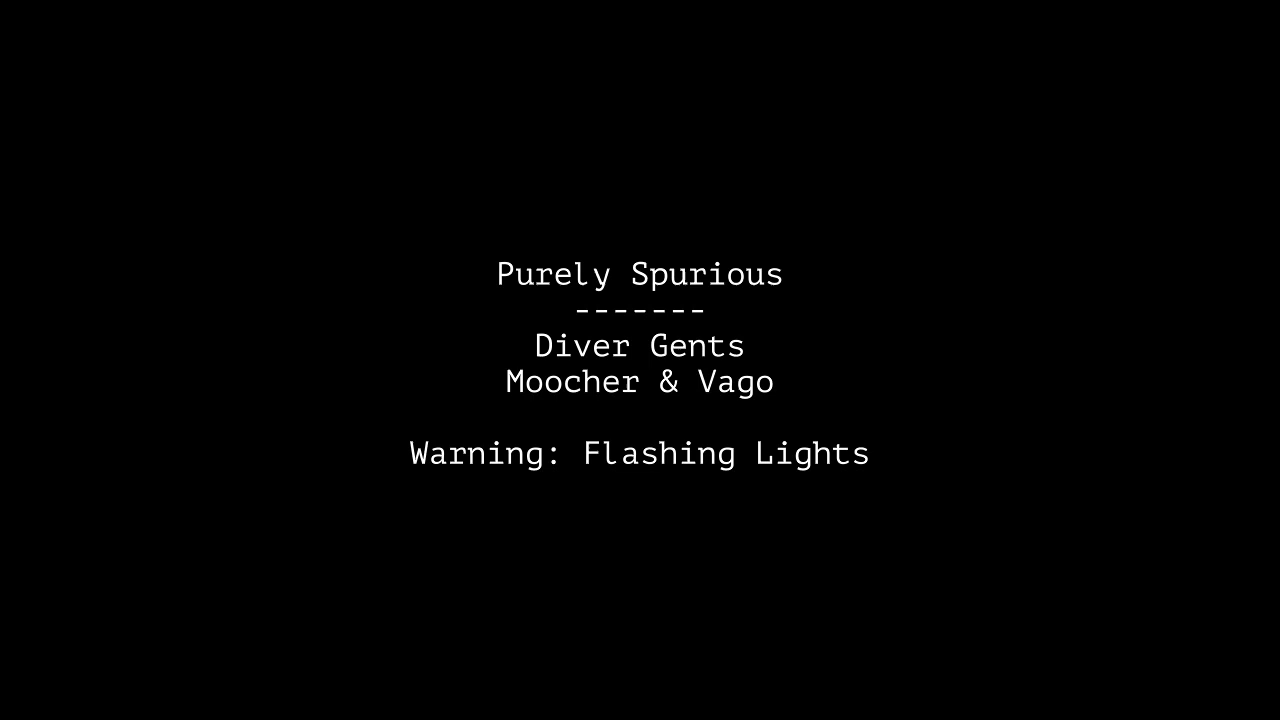 Purely Spurious
-------
Diver Gents
Moocher & Vago
Warning: Flashing Lights